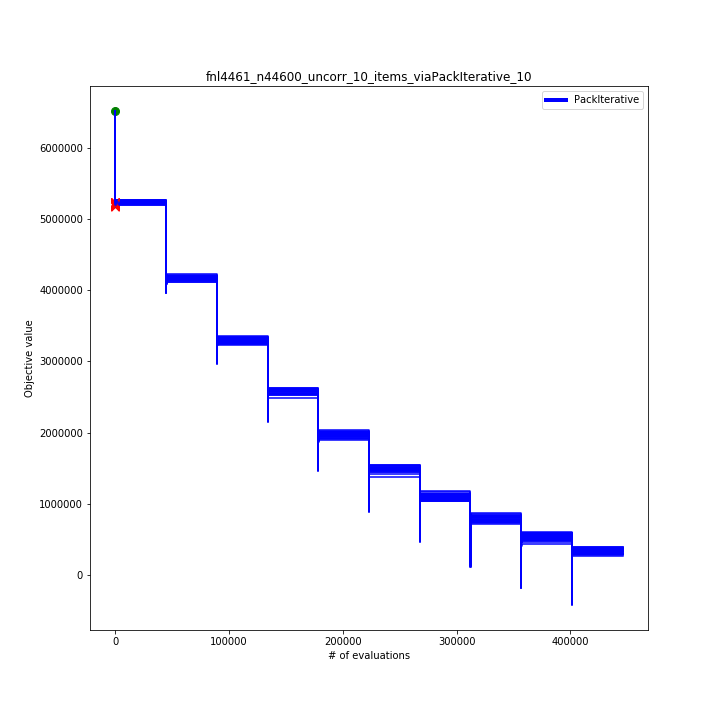 fnl4461_n44600_uncorr_10_items_viaPackIterative_10
PackIterative
6000000
5000000
4000000
3000000
2000000
1000000
0
Objective value
0 100000 200000 300000 400000
# of evaluations